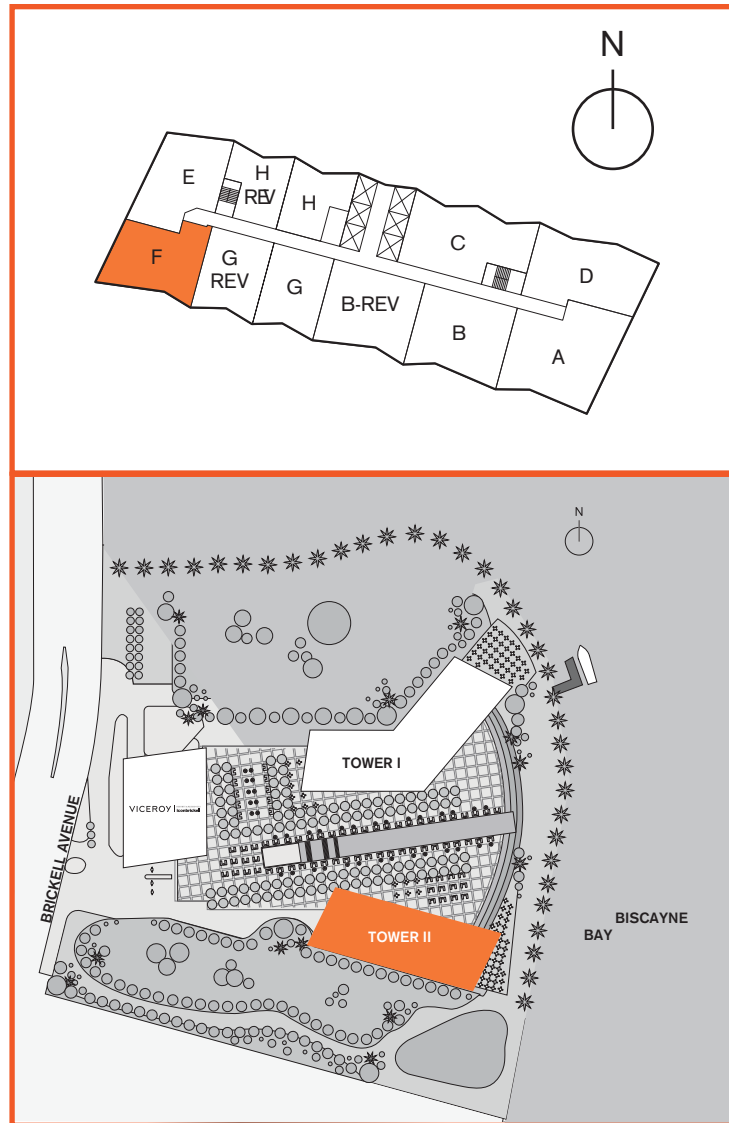 N
E
H
REV
H
C
D
F
G
REV
G
B-REV
B
A
N
TOWER I
VICEROY
BRICKELL AVENUE
TOWER II
BISCAYNE
BAY